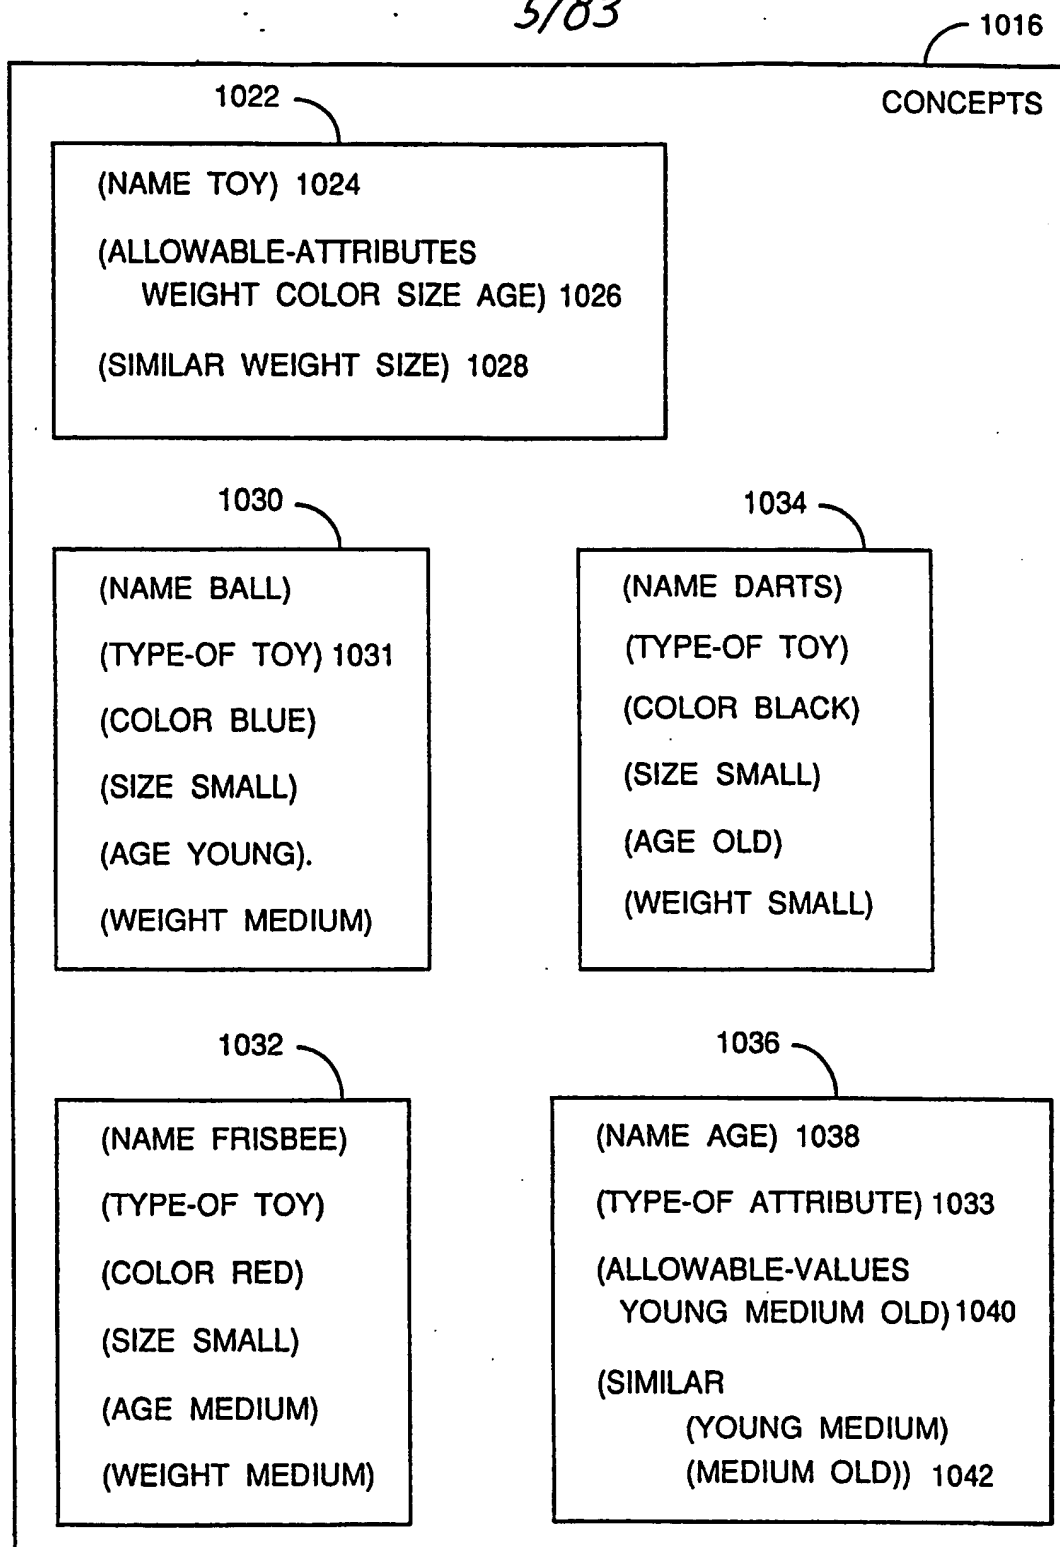 5/83
1016
CONCEPTS
1022
(NAME TOY) 1024
(ALLOWABLE-ATTRIBUTES
WEIGHT COLOR SIZE AGE) 1026
(SIMILAR WEIGHT SIZE) 1028
1030
(NAME BALL)
(TYPE-OF TOY) 1031
(COLOR BLUE)
(SIZE SMALL)
(AGE YOUNG).
(WEIGHT MEDIUM)
1034
(NAME DARTS)
(TYPE-OF TOY)
(COLOR BLACK)
(SIZE SMALL)
(AGE OLD)
(WEIGHT SMALL)
1032
(NAME FRISBEE)
(TYPE-OF TOY)
(COLOR RED)
(SIZE SMALL)
(AGE MEDIUM)
(WEIGHT MEDIUM)
1036
(NAME AGE) 1038
(TYPE-OF ATTRIBUTE) 1033
(ALLOWABLE-VALUES
YOUNG MEDIUM OLD) 1040
(SIMILAR
(YOUNG MEDIUM)
(MEDIUM OLD)) 1042